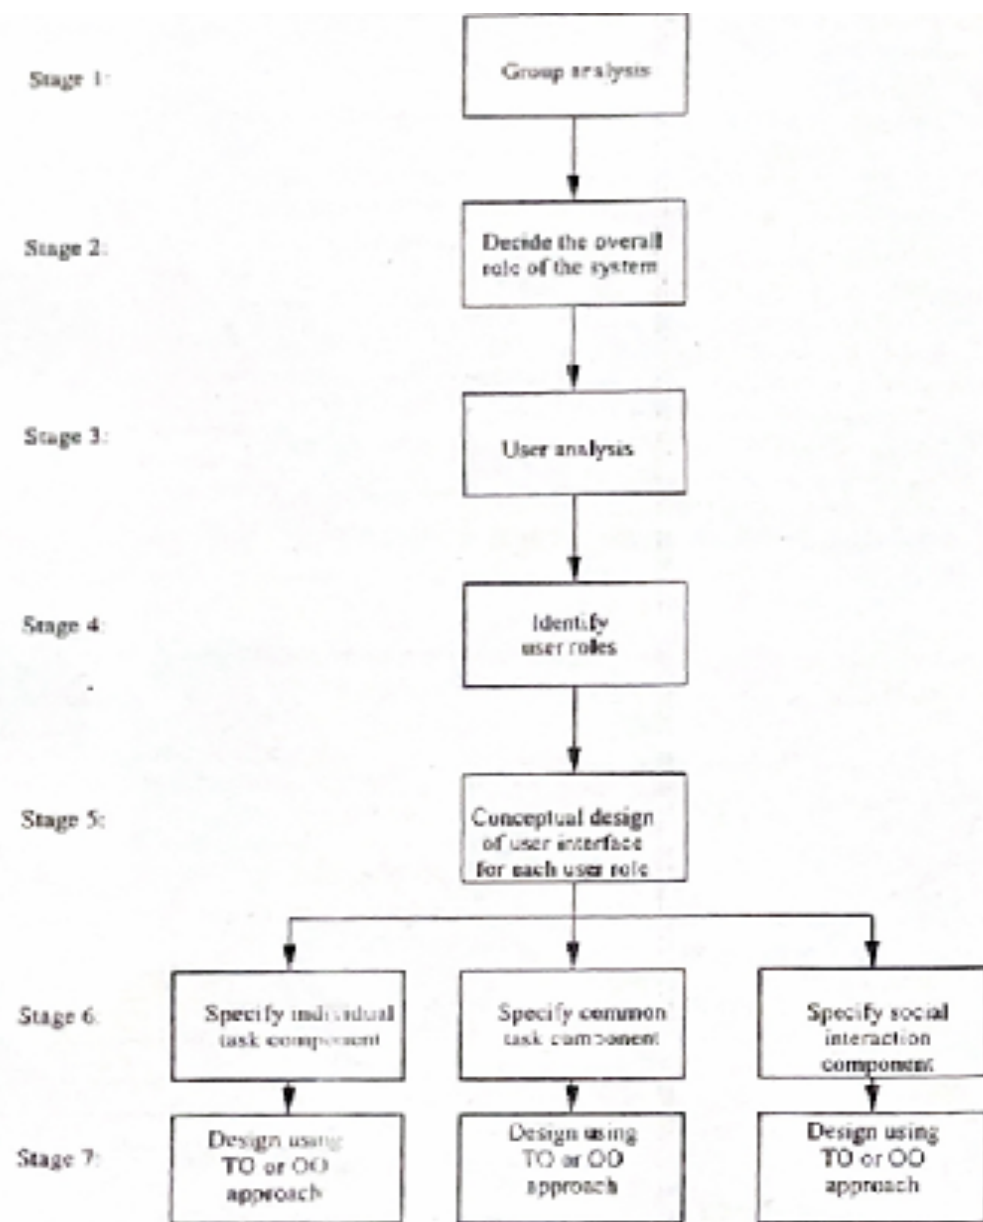 Stage 1:
Group analysis
Stage 2:
Decide the overall
role of the system
Stage 3:
User analysis
Stage 4:
Identify
user roles
Stage 5:
Conceptual design
of user interface
for each user role
Stage 6:
Specify individual
task component
Specify common
task component
Specify social
interaction
component
Stage 7:
Design using
TO or OO
approach
Design using
TO or OO
approach
Design using
TO or OO
approach